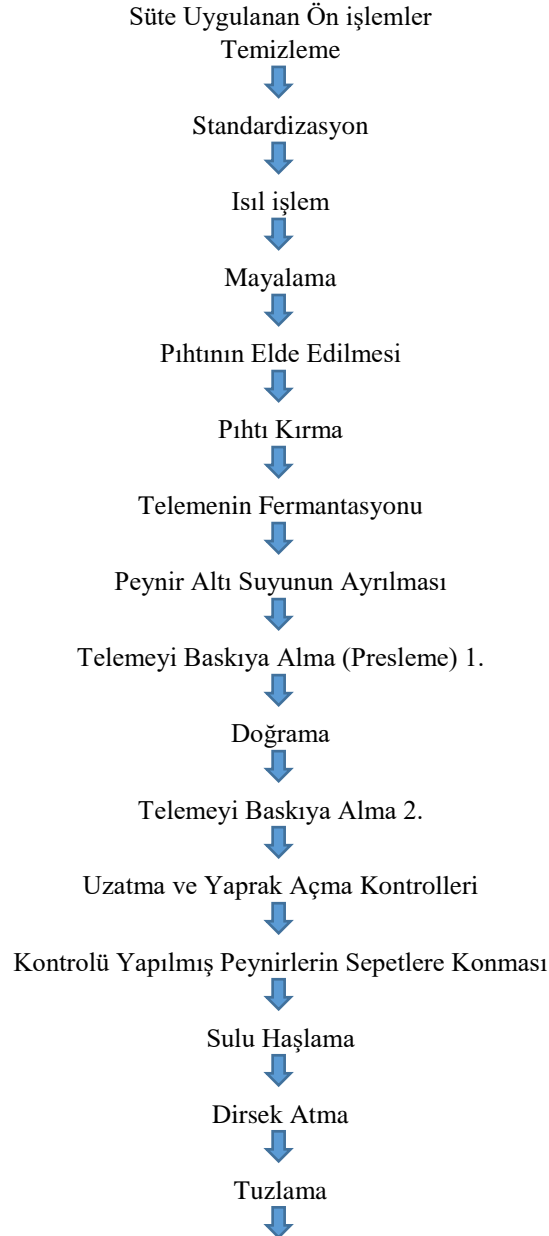 Süte Uygulanan Ön işlemler
Temizleme
Standardizasyon
Isıl işlem
Mayalama
Pıhtının Elde Edilmesi
Pıhtı Kırma
Telemenin Fermantasyonu
Peynir Altı Suyunun Ayrılması
Telemeyi Baskıya Alma (Presleme) 1.
Doğrama
Telemeyi Baskıya Alma 2.
Uzatma ve Yaprak Açma Kontrolleri
Kontrolü Yapılmış Peynirlerin Sepetlere Konması
Sulu Haşlama
Dirsek Atma
Tuzlama